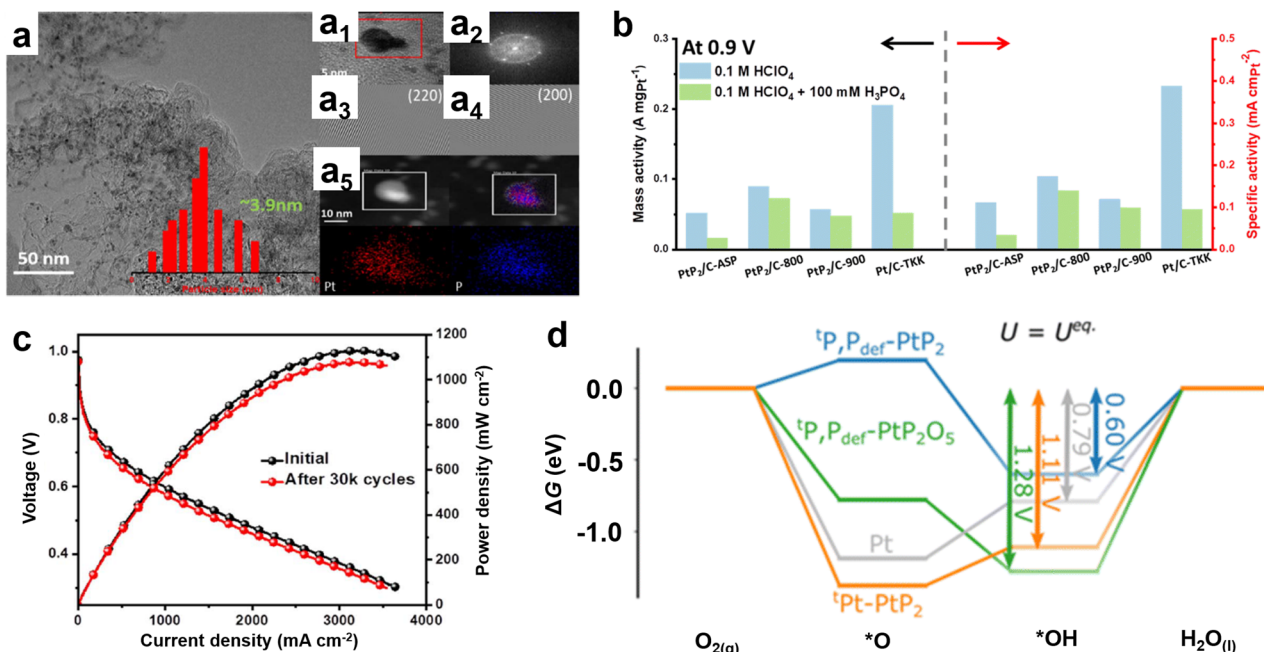 a
50 nm
~3.9nm
a1
5 nm
a2
a3
(220)
a4
(200)
a5
10 nm
Pt
P
b
At 0.9 V
0.1 M HClO4
0.1 M HClO4 + 100 mM H3PO4
Mass activity (A mgPt-1)
0.3
0.2
0.1
0.0
Specific activity (mA cmPt-2)
0.5
0.4
0.3
0.2
0.1
0.0
PtP2/C-ASP
PtP2/C-800
PtP2/C-900
Pt/C-TKK
PtP2/C-ASP
PtP2/C-800
PtP2/C-900
Pt/C-TKK
c
Voltage (V)
1.0
0.8
0.6
0.4
Initial
After 30k cycles
Power density (mW cm-2)
1200
1000
800
600
400
200
0
0 1000 2000 3000 4000
Current density (mA cm-2)
d
U = Ueq.
ΔG (eV)
0.0
-0.5
-1.0
tP,Pdef-PtP2
tP,Pdef-PtP2O5
Pt
tPt-PtP2
1.28 V
1.11 V
0.79 V
0.60 V
O2(g) *O *OH H2O(l)